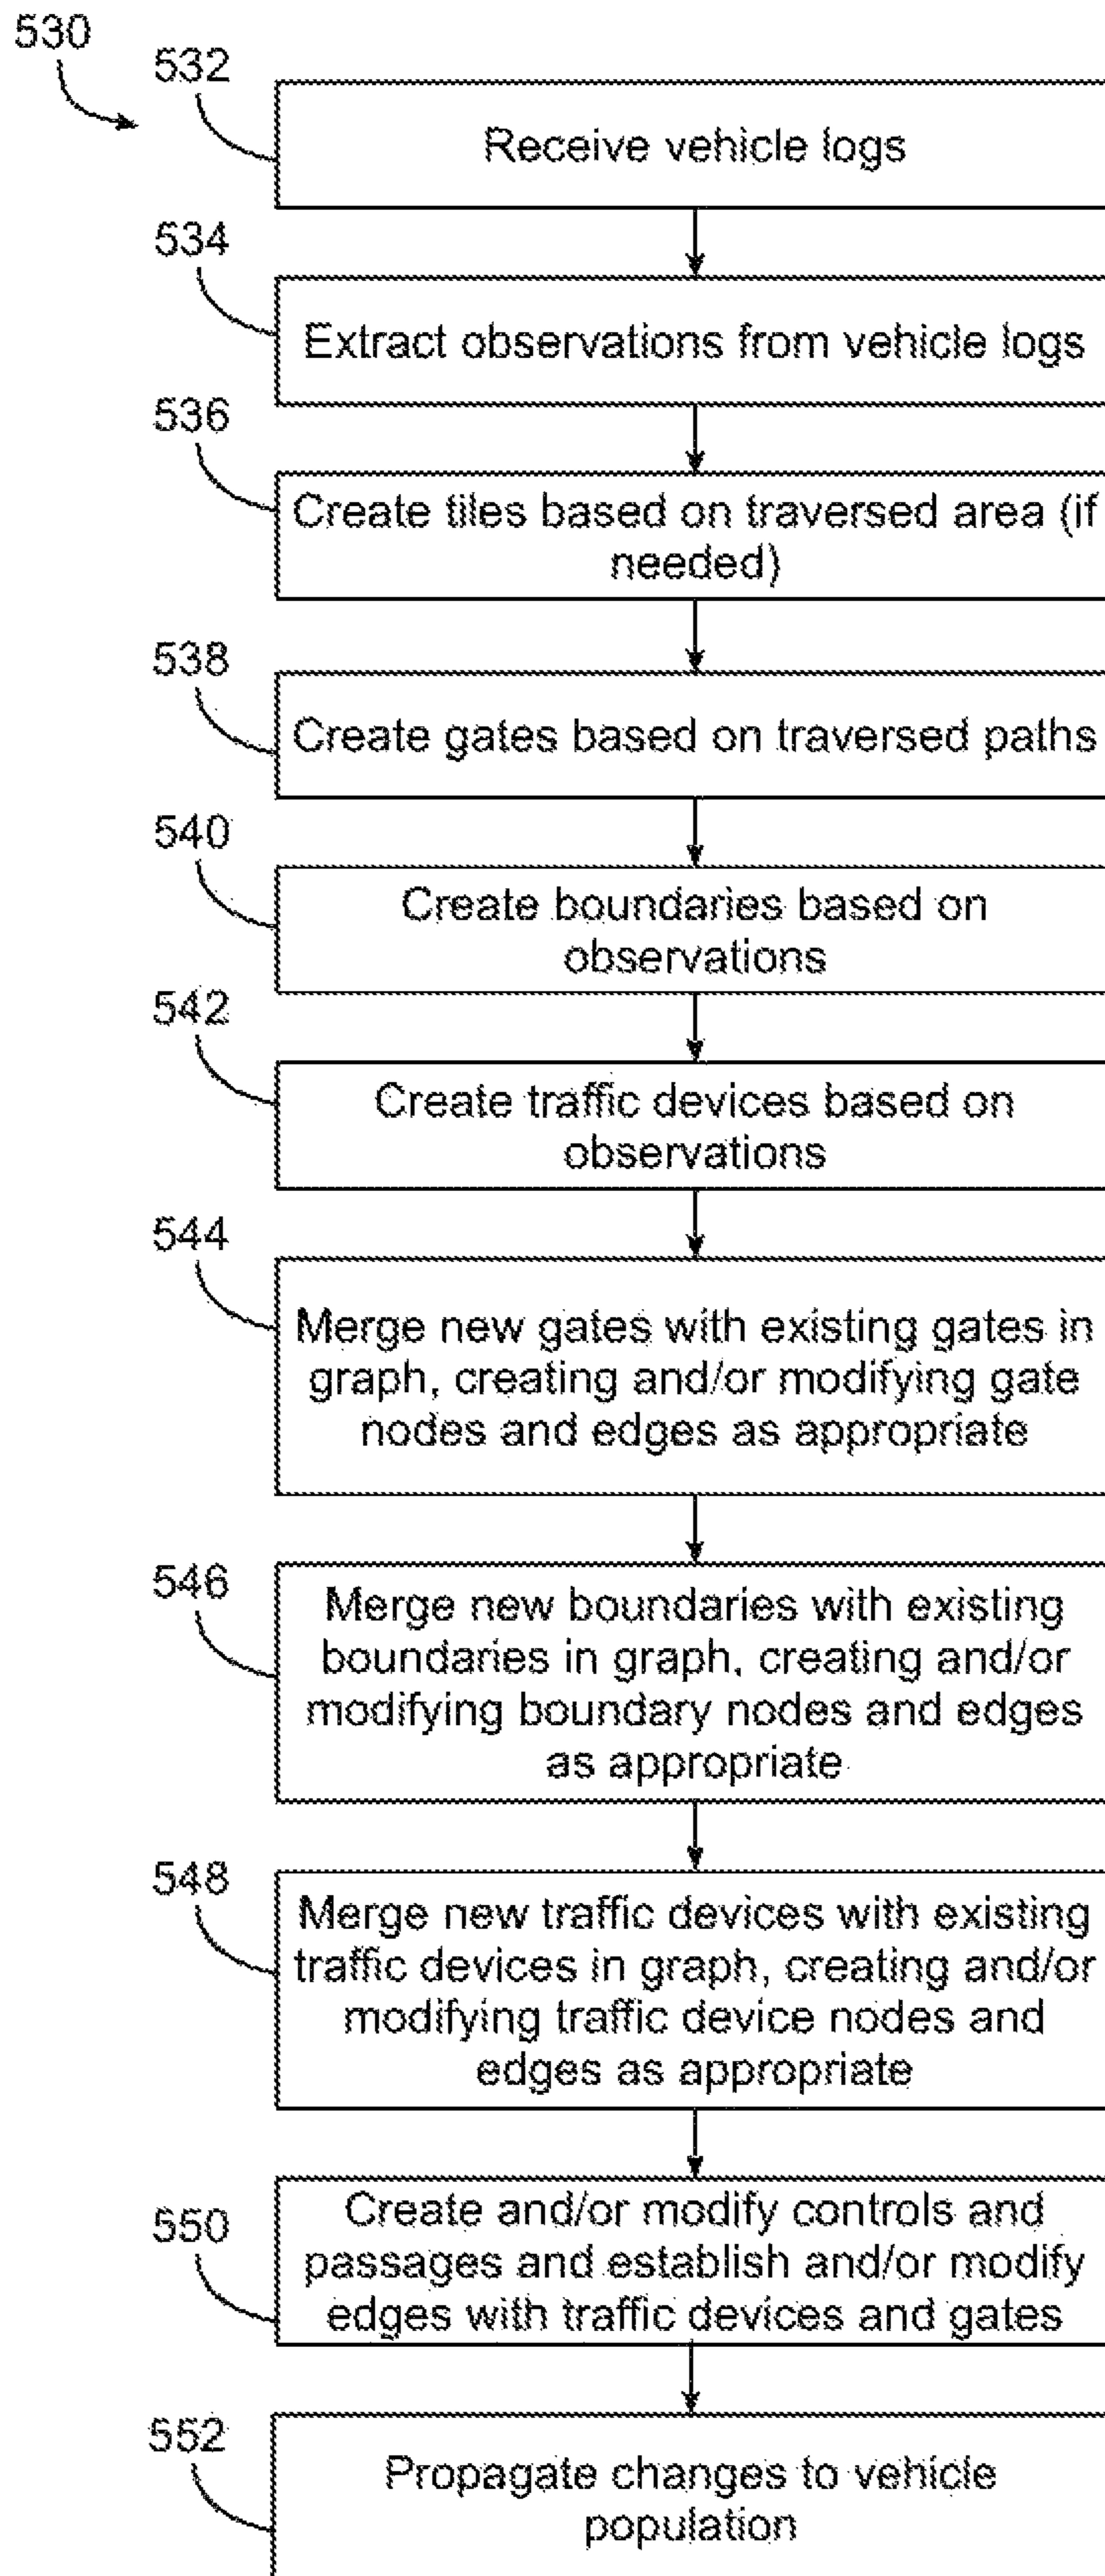 530
532
Receive vehicle logs
534
Extract observations from vehicle logs
536
Create tiles based on traversed area (if
needed)
538
Create gates based on traversed paths
540
Create boundaries based on
observations
542
Create traffic devices based on
observations
544
Merge new gates with existing gates in
graph, creating and/or modifying gate
nodes and edges as appropriate
546
Merge new boundaries with existing
boundaries in graph, creating and/or
modifying boundary nodes and edges
as appropriate
548
Merge new traffic devices with existing
traffic devices in graph, creating and/or
modifying traffic device nodes and
edges as appropriate
550
Create and/or modify controls and
passages and establish and/or modify
edges with traffic devices and gates
552
Propagate changes to vehicle
population